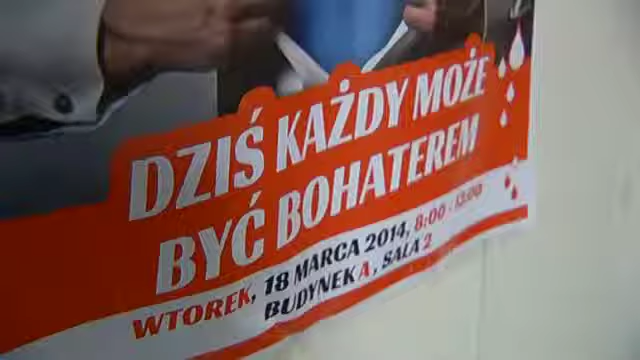 DZIŚ KAŻDY MOŻE
BYĆ BOHATEREM
WTOREK, 18 MARCA 2014, 8:00 - 13:00
BUDYNEK A, SALA 2